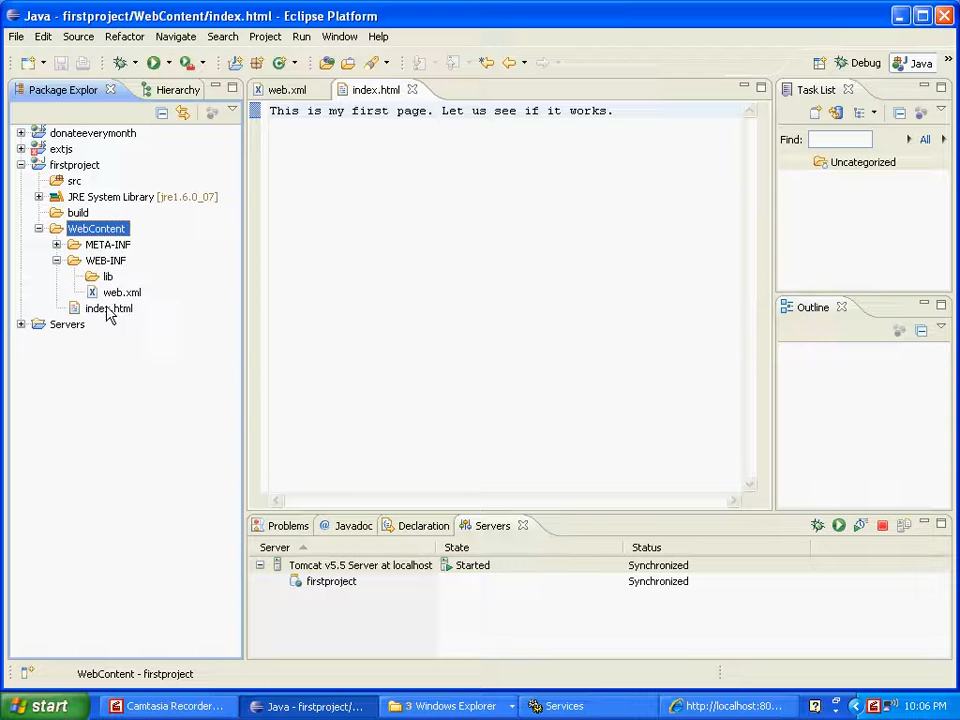 Java - firstproject/WebContent/index.html - Eclipse Platform
File Edit Source Refactor Navigate Search Project Run Window Help
Debug Java »
Package Explor Hierarchy
web.xml index.html
Task List
This is my first page. Let us see if it works.
donateeverymonth
Find: All
extjs
Uncategorized
firstproject
src
JRE System Library [jre1.6.0_07]
build
WebContent
META-INF
WEB-INF
lib
web.xml
index.html
Outline
Servers
Problems Javadoc Declaration Servers
Server State Status
Tomcat v5.5 Server at localhost Started Synchronized
firstproject Synchronized
WebContent - firstproject
start Camtasia Recorder... Java - firstproject/... 3 Windows Explorer Services http://localhost:80... 10:06 PM